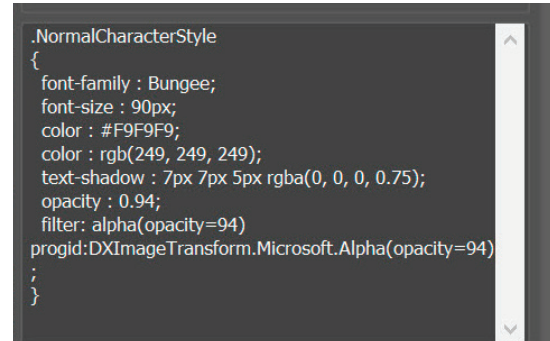 .NormalCharacterStyle
{
font-family : Bungee;
font-size : 90px;
color : #F9F9F9;
color : rgb(249, 249, 249);
text-shadow : 7px 7px 5px rgba(0, 0, 0, 0.75);
opacity : 0.94;
filter: alpha(opacity=94)
progid:DXImageTransform.Microsoft.Alpha(opacity=94)
;
}